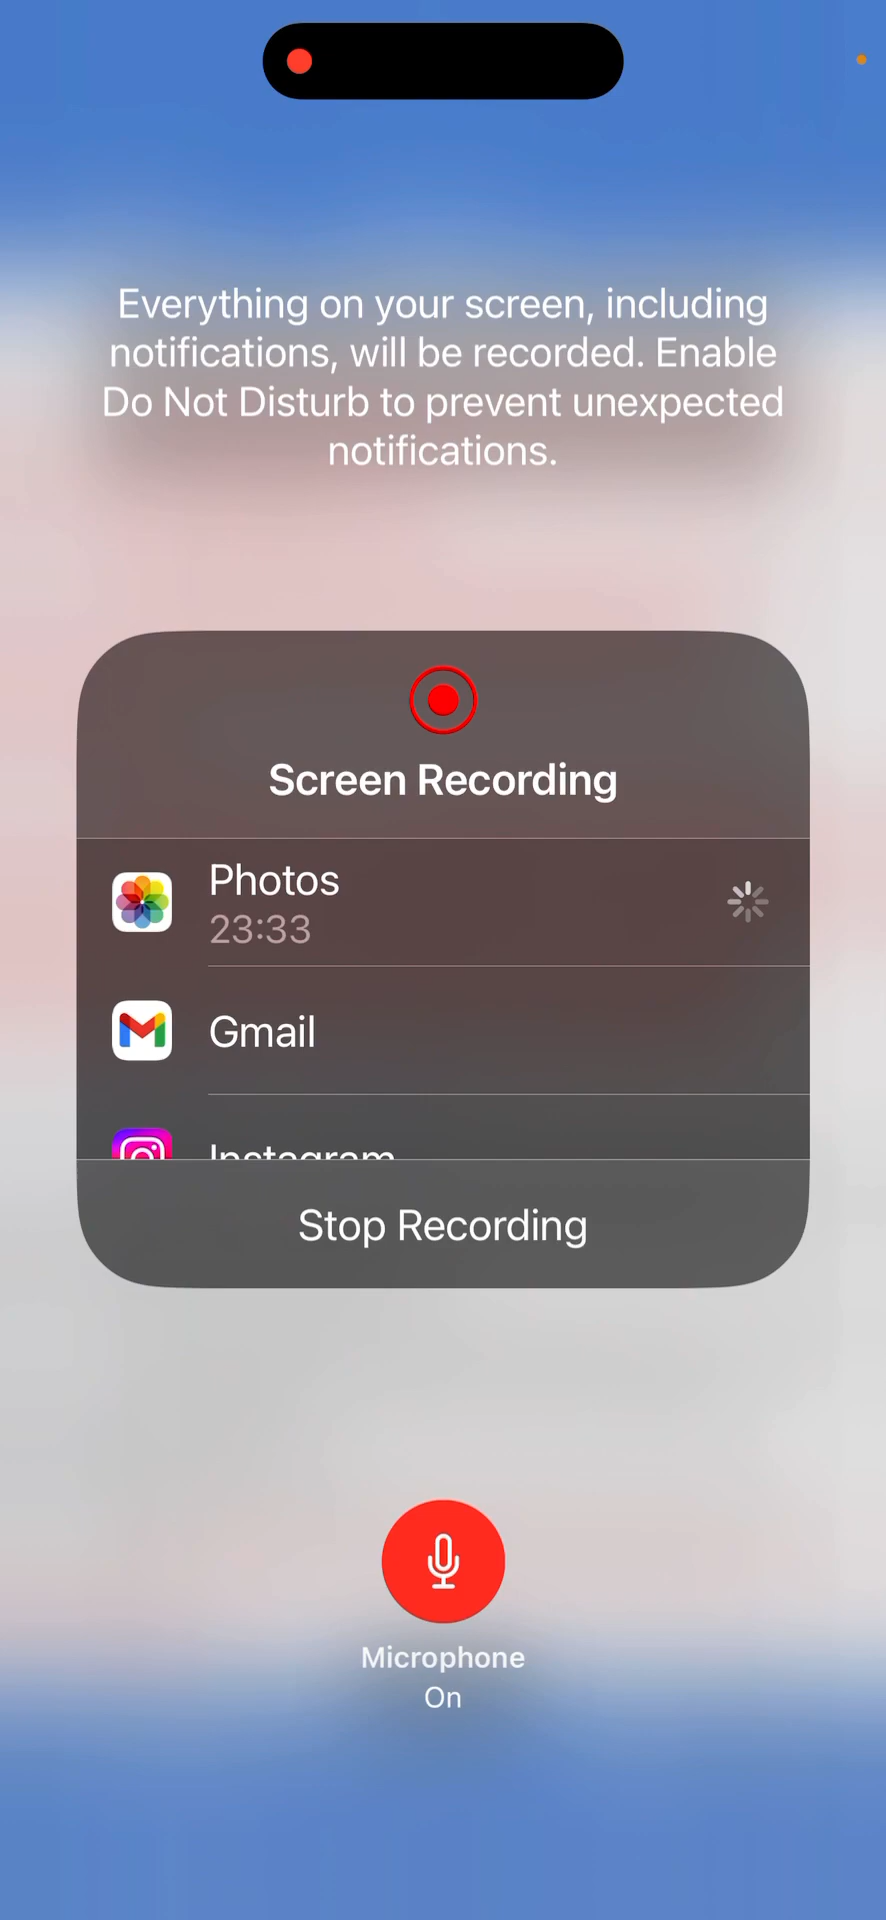 Everything on your screen, including
notifications, will be recorded. Enable
Do Not Disturb to prevent unexpected
notifications.
Screen Recording
Photos
23:33
Gmail
Instagram
Stop Recording
Microphone
On